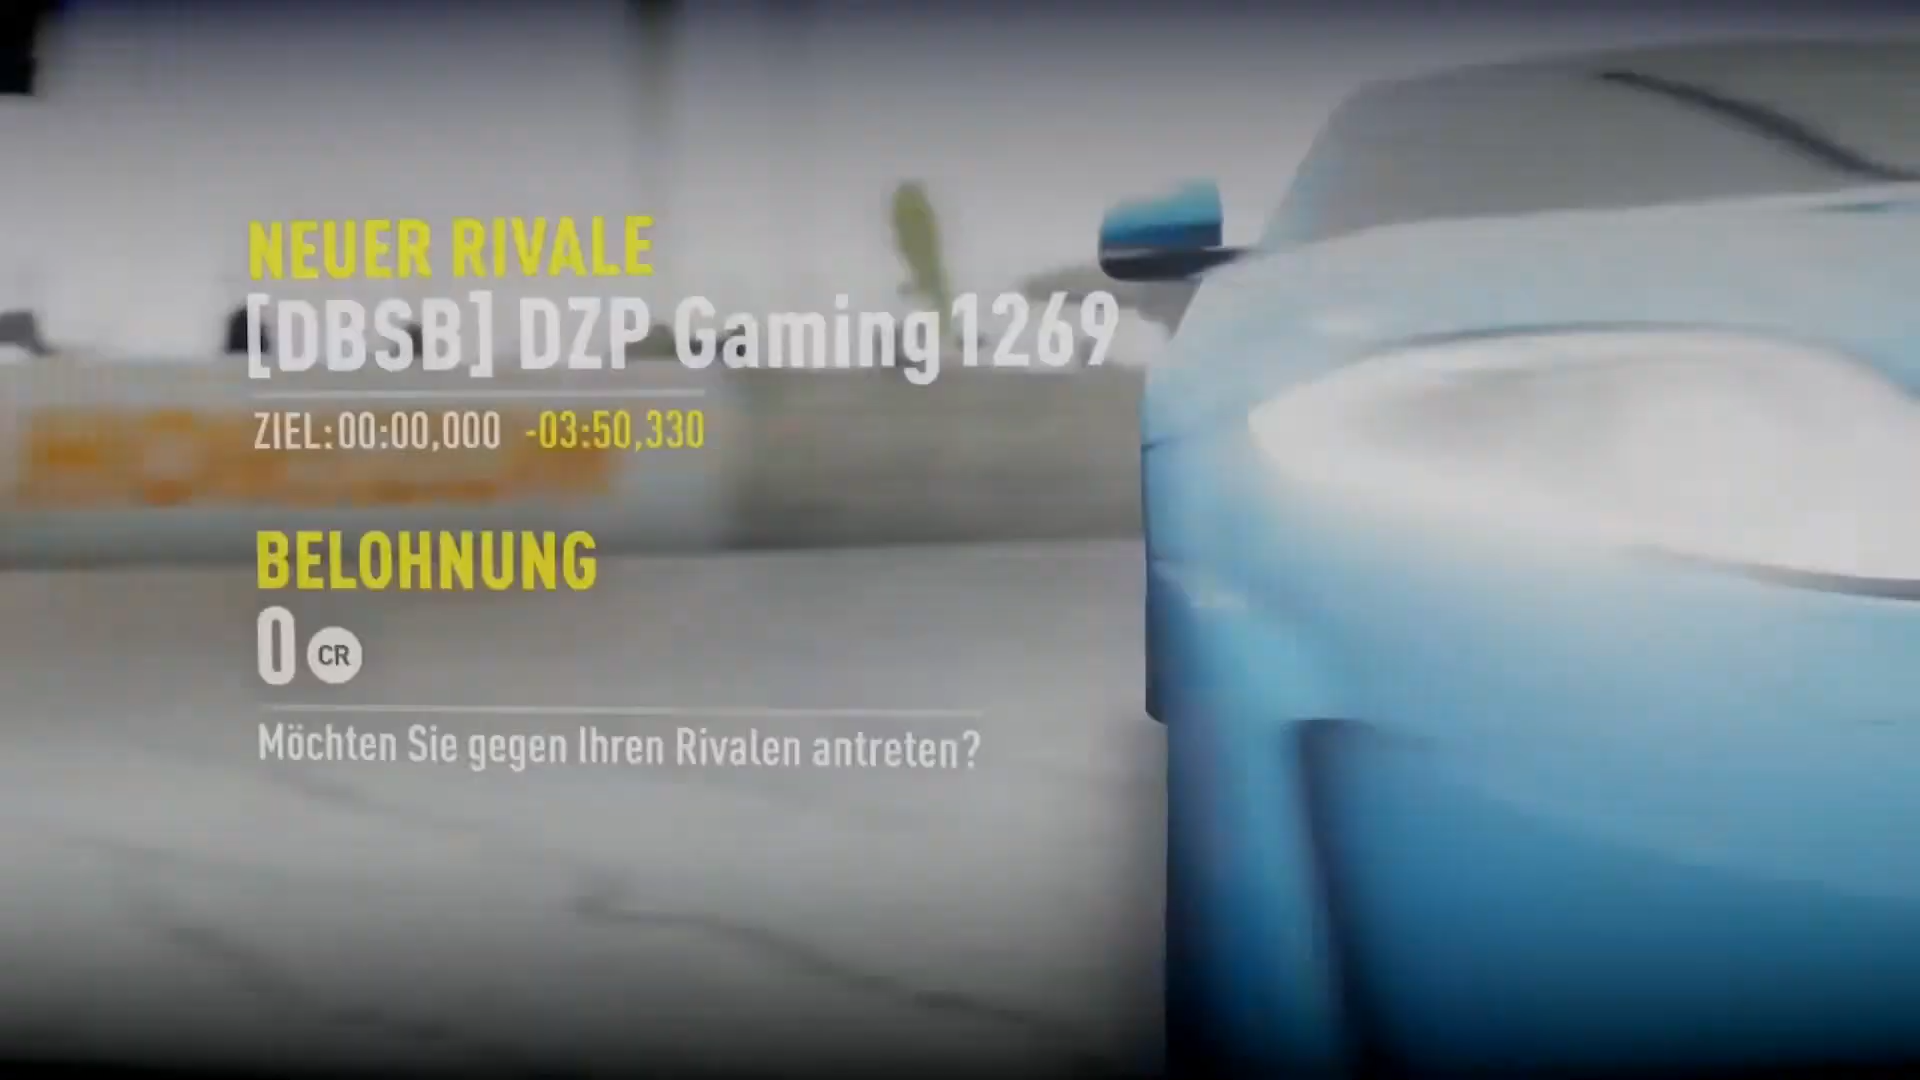 NEUER RIVALE
[DBSB] DZP Gaming1269
ZIEL:00:00,000 -03:50,330
BELOHNUNG
0 CR
Möchten Sie gegen Ihren Rivalen antreten?